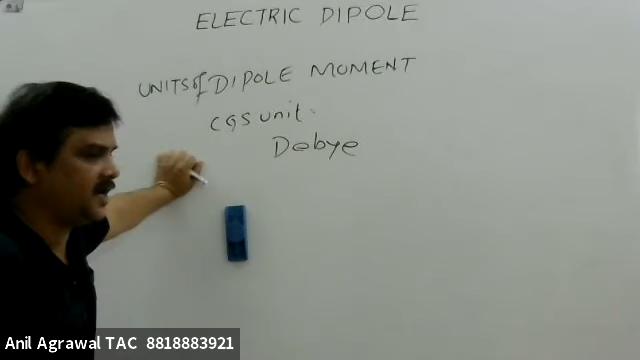 ELECTRIC DIPOLE
UNITS of DIPOLE MOMENT
CGS unit.
Debye
Anil Agrawal TAC 8818883921